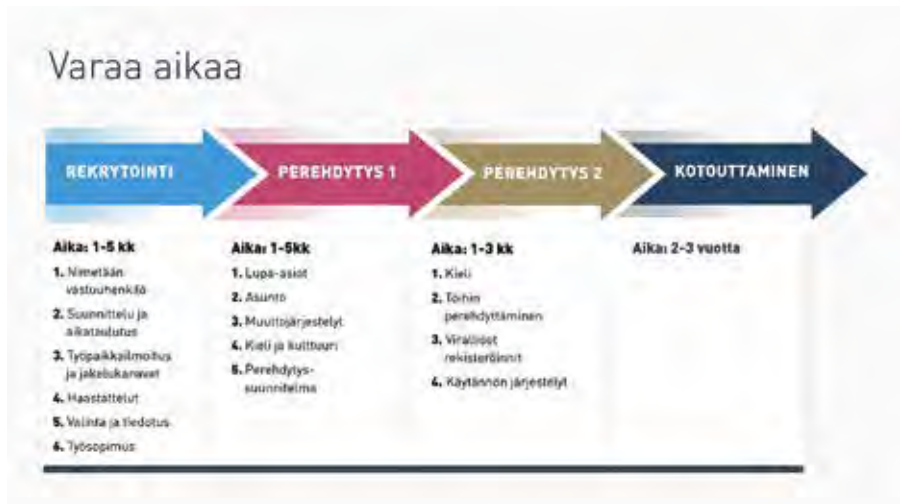 Varaa aikaa
REKRYTOINTI
PEREHDYTYS 1
PEREHDYTYS 2
KOTOUTTAMINEN
Aika: 1-5 kk
1. Nimetään
vastuuhenkilö
2. Suunnittelu ja
aikataulutus
3. Työpaikkailmoitus
ja jakelukanavat
4. Haastattelut
5. Valinta ja tiedotus
6. Työsopimus
Aika: 1-5kk
1. Lupa-asiat
2. Asunto
3. Muuttojärjestelyt
4. Kieli ja kulttuuri
5. Perehdytys-
suunnitelma
Aika: 1-3 kk
1. Kieli
2. Töihin
perehdyttäminen
3. Viralliset
rekisteröinnit
4. Käytännön järjestelyt
Aika: 2-3 vuotta